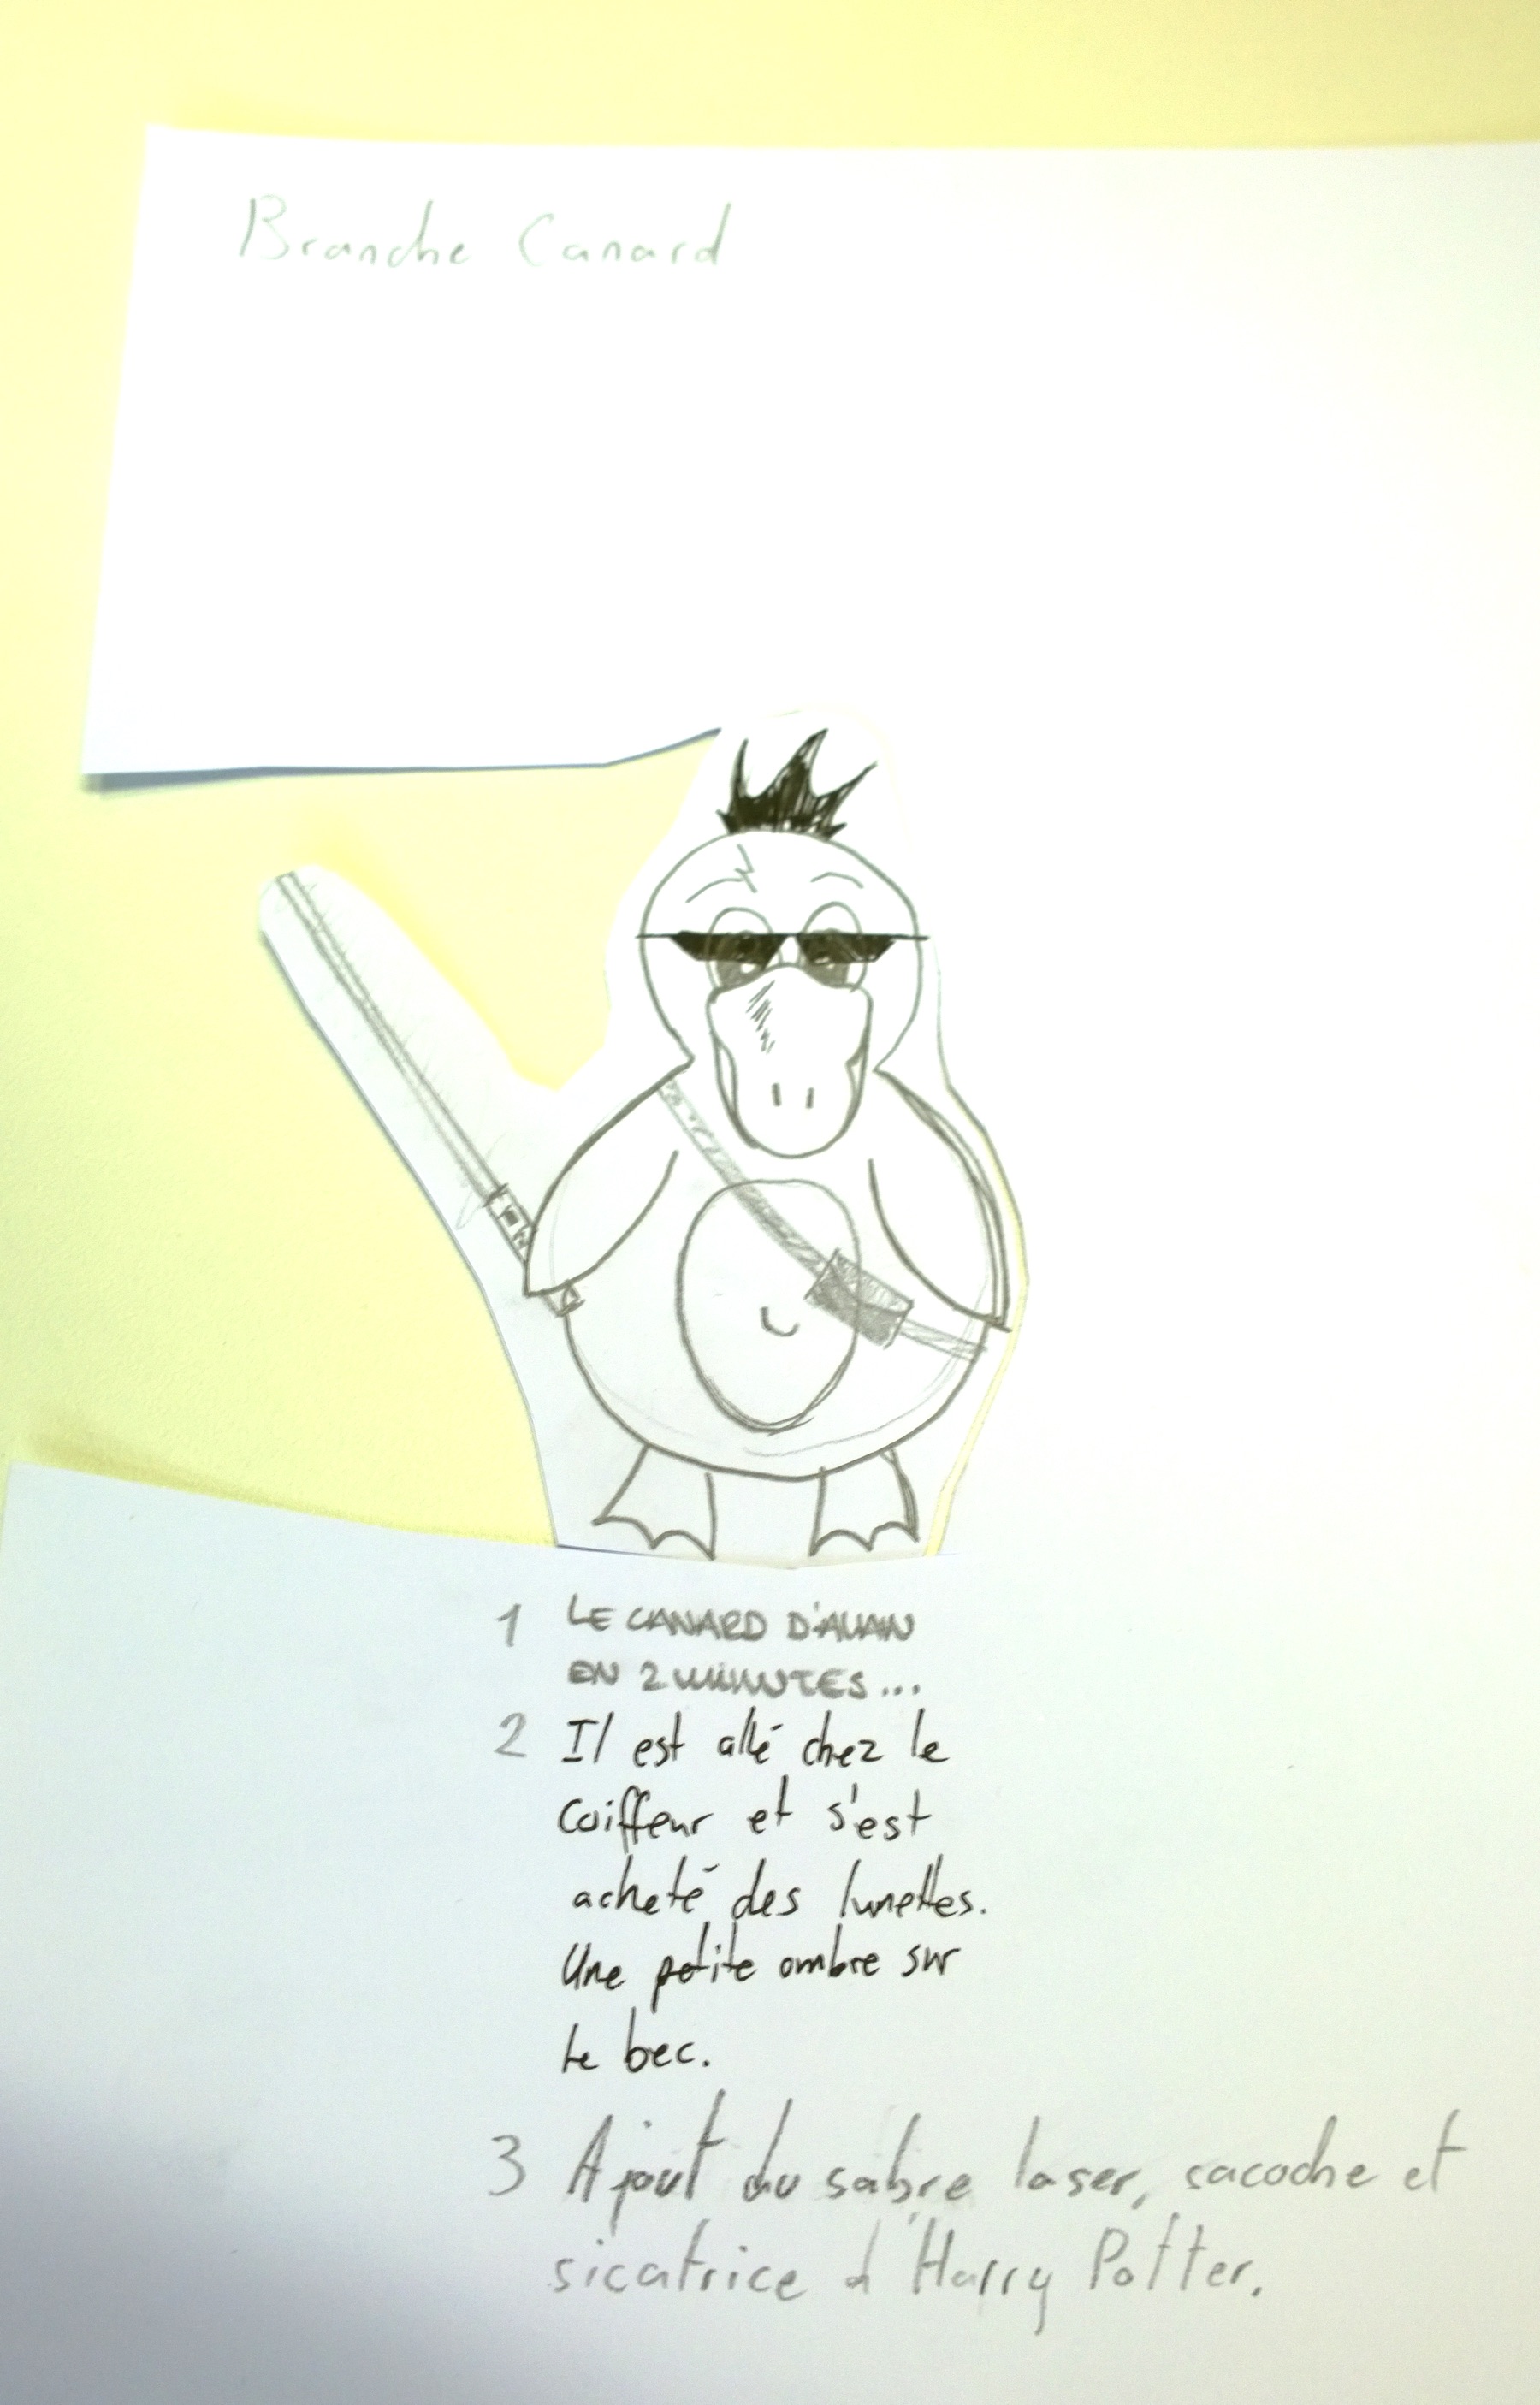 Branche Canard
1 LE CANARD D'ALLAIN
EN 2 MINUTES...
2 Il est allé chez le
coiffeur et s'est
acheté des lunettes.
Une petite ombre sur
le bec.
3 Ajout du sabre laser, sacoche et
sicatrice d'Harry Potter.